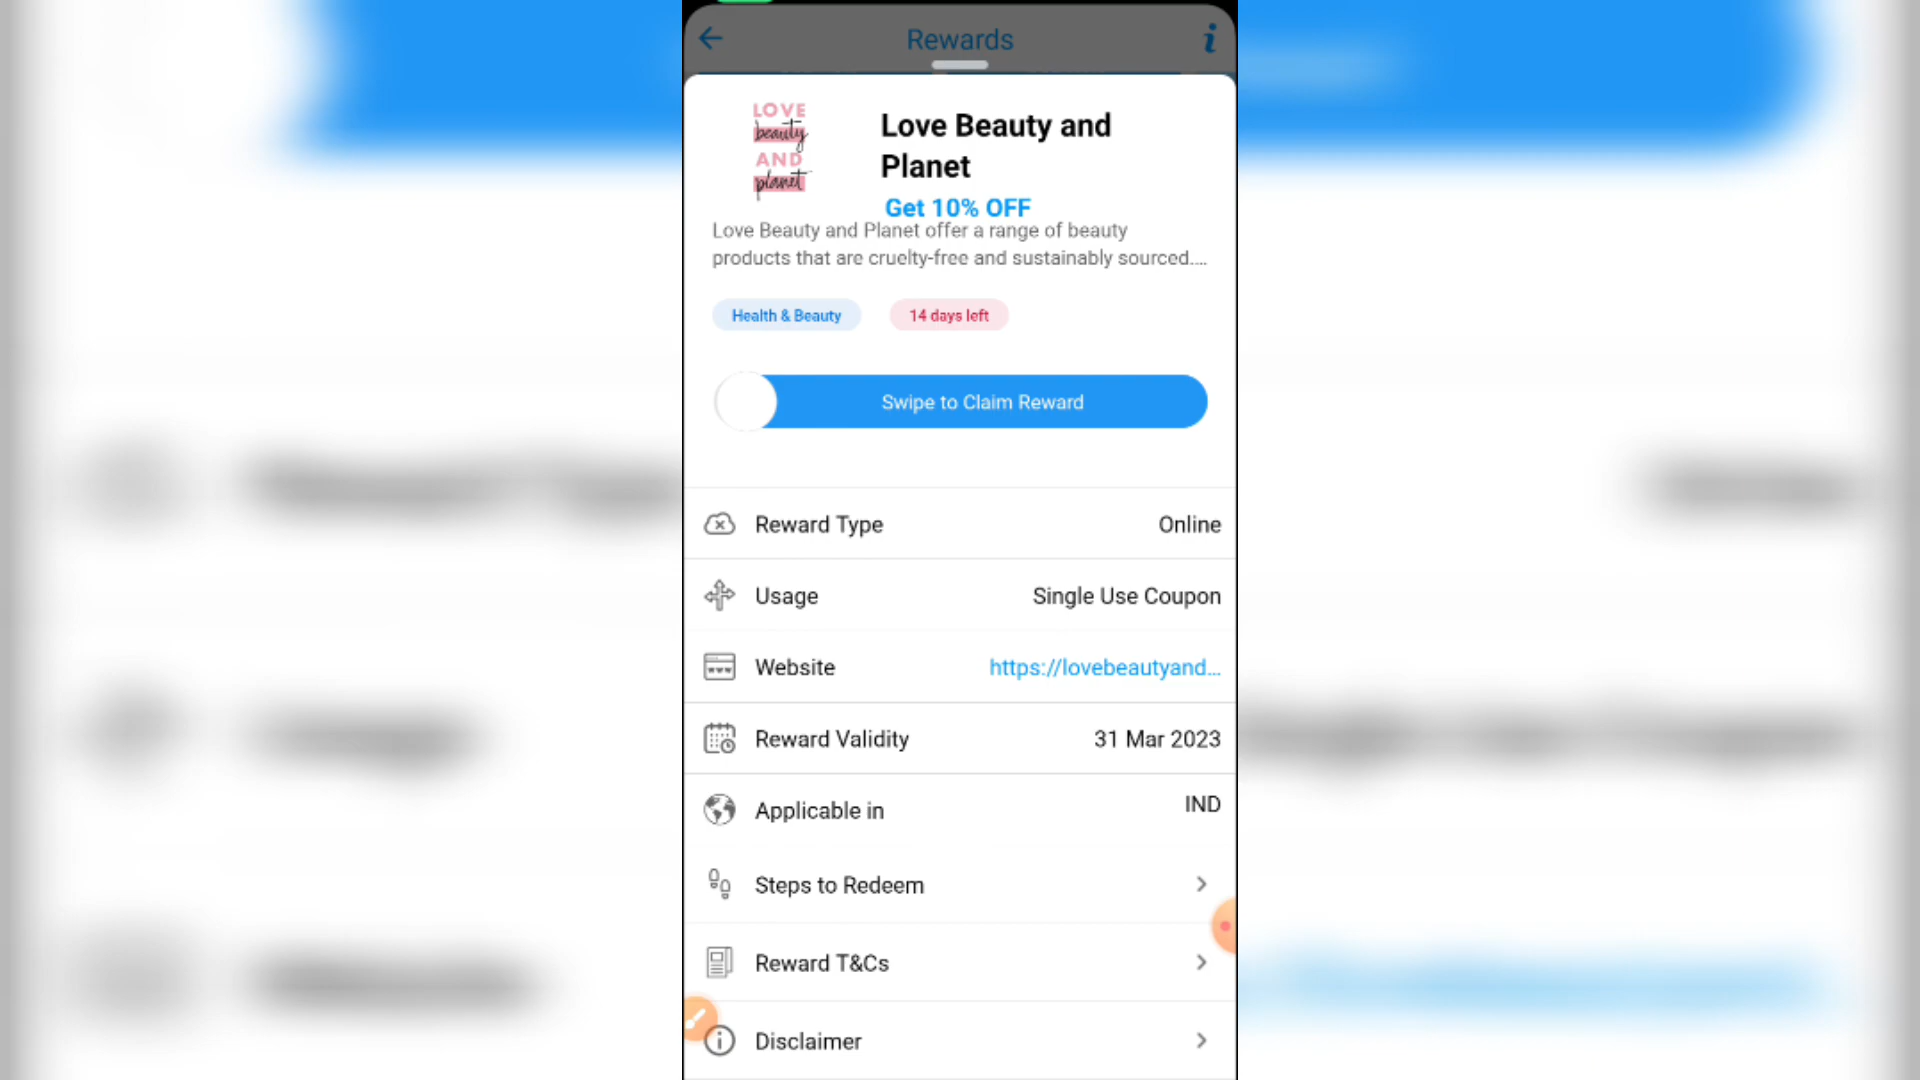 Rewards
LOVE
beauty
AND
planet
Love Beauty and
Planet
Get 10% OFF
Love Beauty and Planet offer a range of beauty
products that are cruelty-free and sustainably sourced....
Health & Beauty
14 days left
Swipe to Claim Reward
Reward Type
Online
Usage
Single Use Coupon
Website
https://lovebeautyand...
Reward Validity
31 Mar 2023
Applicable in
IND
Steps to Redeem
Reward T&Cs
Disclaimer